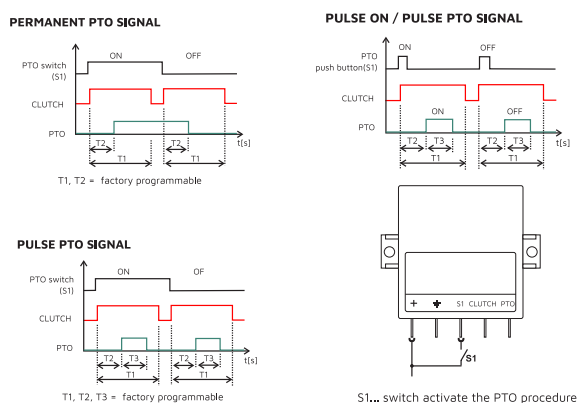 PERMANENT PTO SIGNAL
ON
OFF
PTO switch
(S1)
CLUTCH
PTO
t[s]
T2
T2
T1
T1
T1, T2 = factory programmable
PULSE ON / PULSE PTO SIGNAL
PTO
push button(S1)
ON
OFF
CLUTCH
ON
OFF
PTO
t[s]
T2
T3
T2
T3
T1
T1
PULSE PTO SIGNAL
ON
OF
PTO switch
(S1)
CLUTCH
PTO
t[s]
T2
T3
T2
T3
T1
T1
T1, T2, T3 = factory programmable
+ S1 CLUTCH PTO
S1
S1... switch activate the PTO procedure